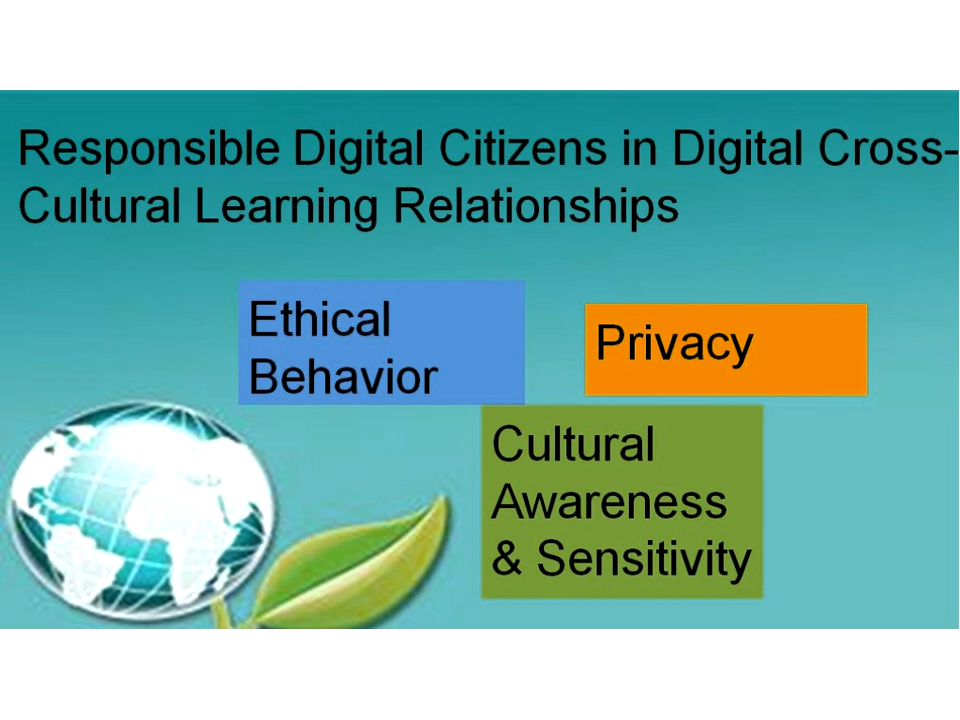 Responsible Digital Citizens in Digital Cross-
Cultural Learning Relationships
Ethical
Behavior
Privacy
Cultural
Awareness
& Sensitivity